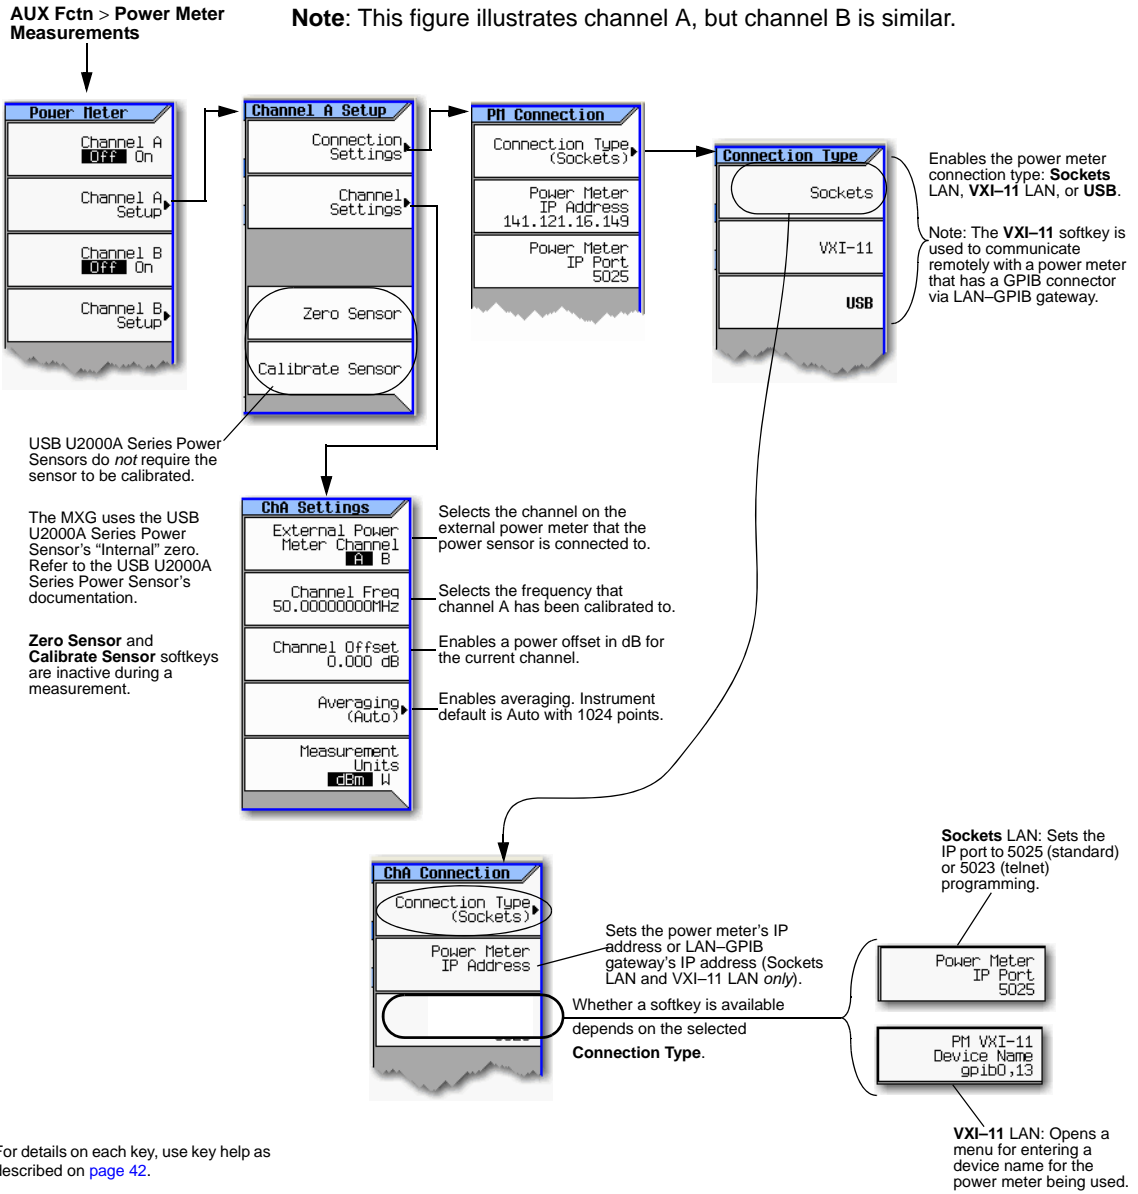 AUX Fctn > Power Meter
Measurements
Note: This figure illustrates channel A, but channel B is similar.
Power Meter
Channel A
Off On
Channel A
Setup
Channel B
Off On
Channel B
Setup
Channel A Setup
Connection
Settings
Channel
Settings
Zero Sensor
Calibrate Sensor
PM Connection
Connection Type
(Sockets)
Power Meter
IP Address
141.121.16.149
Power Meter
IP Port
5025
Connection Type
Sockets
VXI-11
USB
Enables the power meter
connection type: Sockets
LAN, VXI–11 LAN, or USB.
Note: The VXI–11 softkey is
used to communicate
remotely with a power meter
that has a GPIB connector
via LAN–GPIB gateway.
USB U2000A Series Power
Sensors do not require the
sensor to be calibrated.
The MXG uses the USB
U2000A Series Power
Sensor's “Internal” zero.
Refer to the USB U2000A
Series Power Sensor's
documentation.
Zero Sensor and
Calibrate Sensor softkeys
are inactive during a
measurement.
ChA Settings
External Power
Meter Channel
A B
Channel Freq
50.00000000MHz
Channel Offset
0.000 dB
Averaging
(Auto)
Measurement
Units
dBm W
Selects the channel on the
external power meter that the
power sensor is connected to.
Selects the frequency that
channel A has been calibrated to.
Enables a power offset in dB for
the current channel.
Enables averaging. Instrument
default is Auto with 1024 points.
ChA Connection
Connection Type
(Sockets)
Power Meter
IP Address
Sets the power meter's IP
address or LAN–GPIB
gateway's IP address (Sockets
LAN and VXI–11 LAN only).
Whether a softkey is available
depends on the selected
Connection Type.
Sockets LAN: Sets the
IP port to 5025 (standard)
or 5023 (telnet)
programming.
Power Meter
IP Port
5025
PM VXI-11
Device Name
gpib0,13
VXI–11 LAN: Opens a
menu for entering a
device name for the
power meter being used.
For details on each key, use key help as
described on page 42.